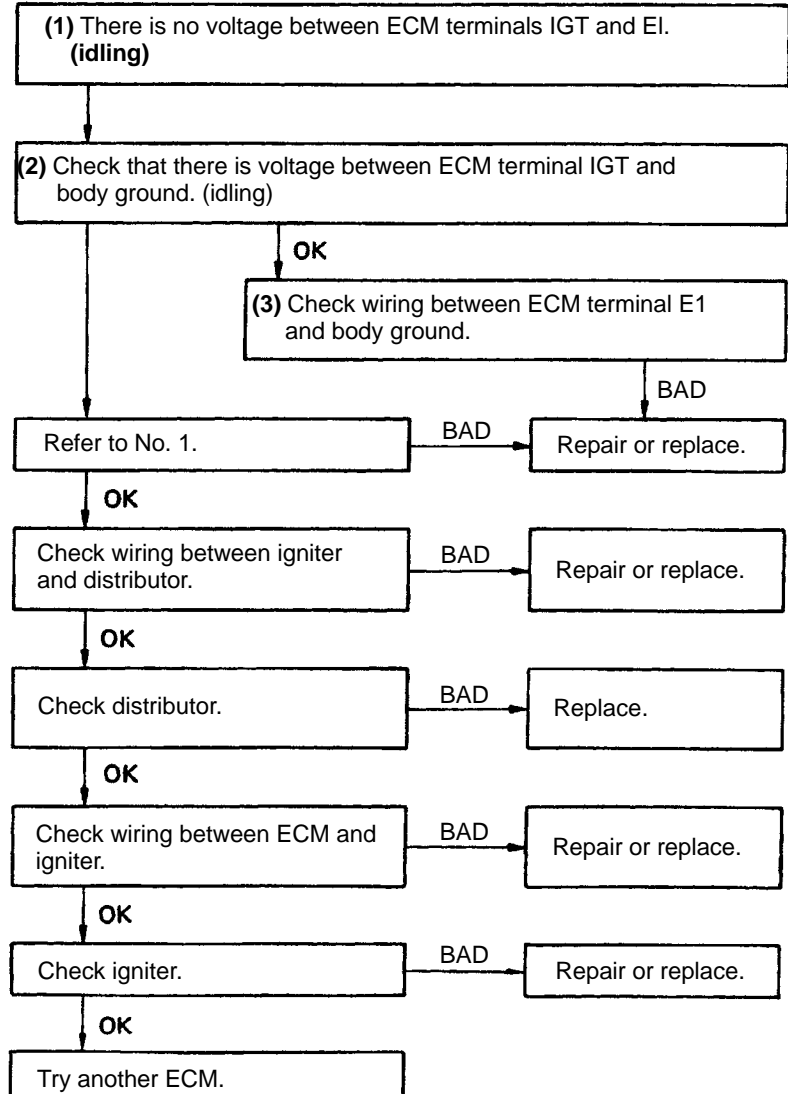 (1) There is no voltage between ECM terminals IGT and EI.
(idling)
(2) Check that there is voltage between ECM terminal IGT and
body ground. (idling)
OK
(3) Check wiring between ECM terminal E1
and body ground.
BAD
Refer to No. 1.
BAD
Repair or replace.
OK
Check wiring between igniter
and distributor.
BAD
Repair or replace.
OK
Check distributor.
BAD
Replace.
OK
Check wiring between ECM and
igniter.
BAD
Repair or replace.
OK
Check igniter.
BAD
Repair or replace.
OK
Try another ECM.